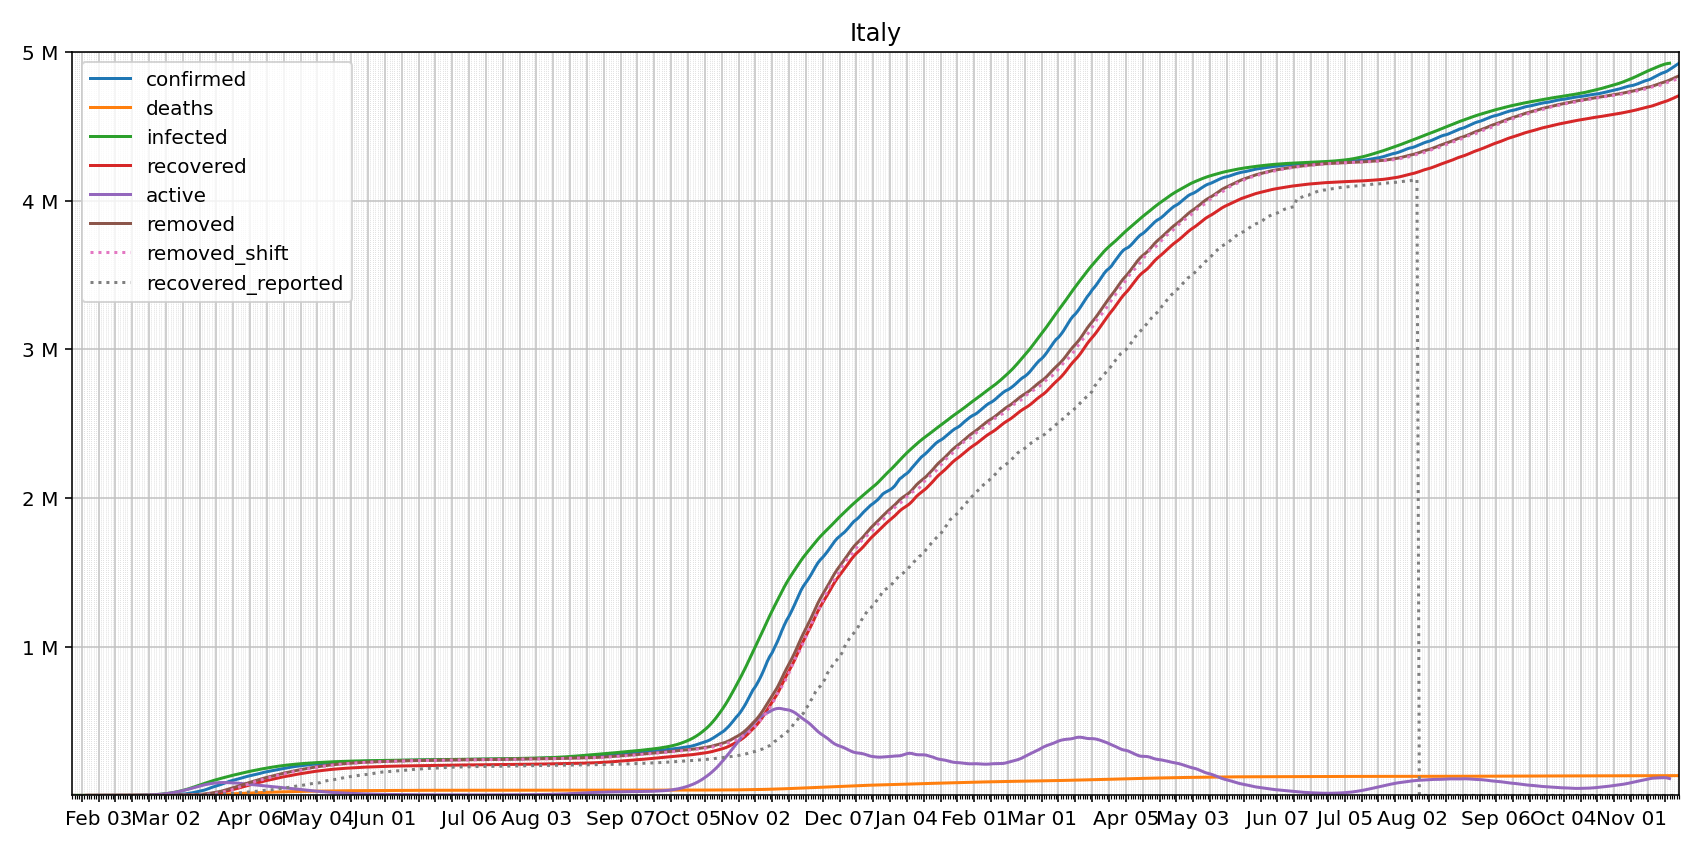 Italy
5 M
4 M
3 M
2 M
1 M
confirmed
deaths
infected
recovered
active
removed
removed_shift
recovered_reported
Feb 03 Mar 02 Apr 06 May 04 Jun 01 Jul 06 Aug 03 Sep 07 Oct 05 Nov 02 Dec 07 Jan 04 Feb 01 Mar 01 Apr 05 May 03 Jun 07 Jul 05 Aug 02 Sep 06 Oct 04 Nov 01